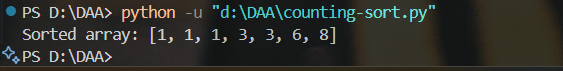 PS D:\DAA> python -u "d:\DAA\counting-sort.py"
Sorted array: [1, 1, 1, 3, 3, 6, 8]
PS D:\DAA>